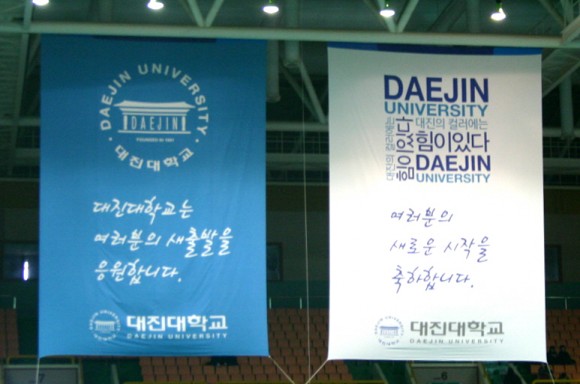 DAEJIN UNIVERSITY
DAEJIN
대진대학교
대진대학교는
여러분의 새출발을
응원합니다.
대진대학교
DAEJIN UNIVERSITY
DAEJIN
UNIVERSITY
대진의 컬러에는
힘이있다
DAEJIN
UNIVERSITY
여러분의
새로운 시작을
축하합니다.
대진대학교
DAEJIN UNIVERSITY